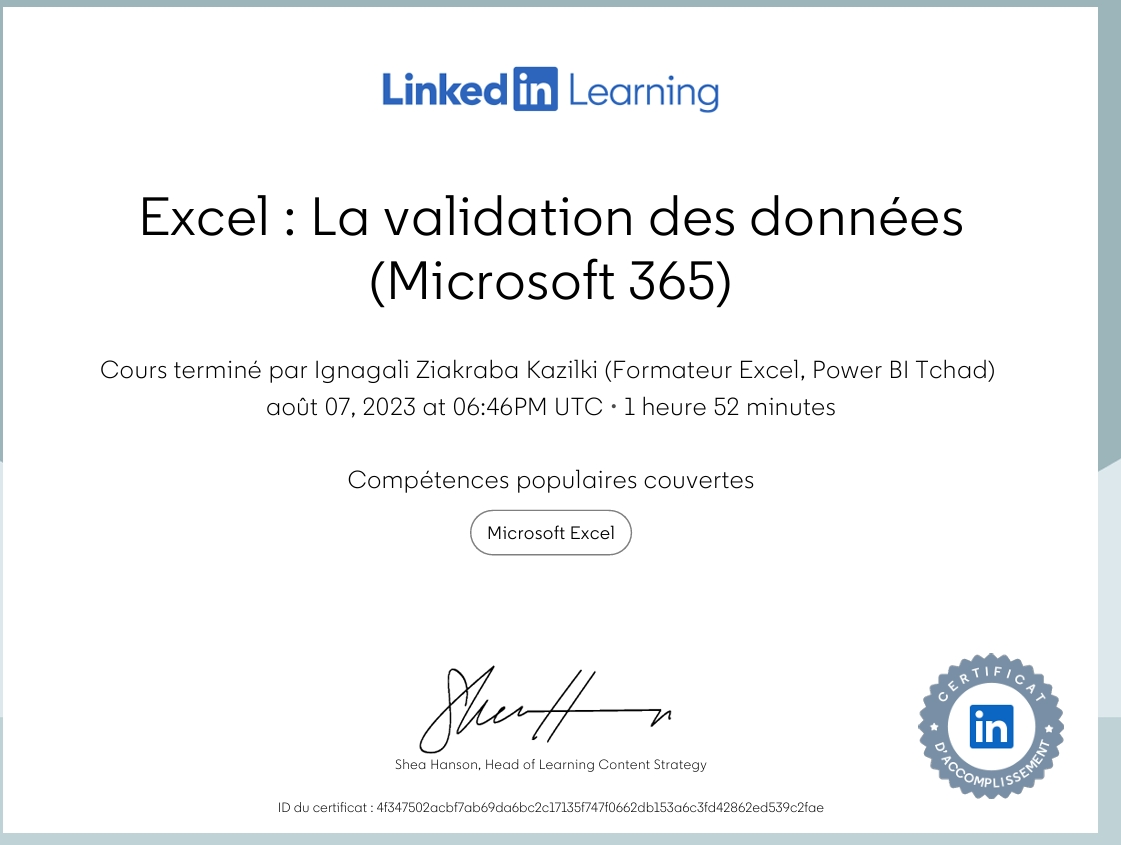 Linked in Learning
Excel : La validation des données
(Microsoft 365)
Cours terminé par Ignagali Ziakraba Kazilki (Formateur Excel, Power BI Tchad)
août 07, 2023 at 06:46PM UTC • 1 heure 52 minutes
Compétences populaires couvertes
Microsoft Excel
Shea Hanson, Head of Learning Content Strategy
CERTIFICAT
in
D'ACCOMPLISSEMENT
ID du certificat : 4f347502acbf7ab69da6bc2c17135f747f0662db153a6c3fd42862ed539c2fae